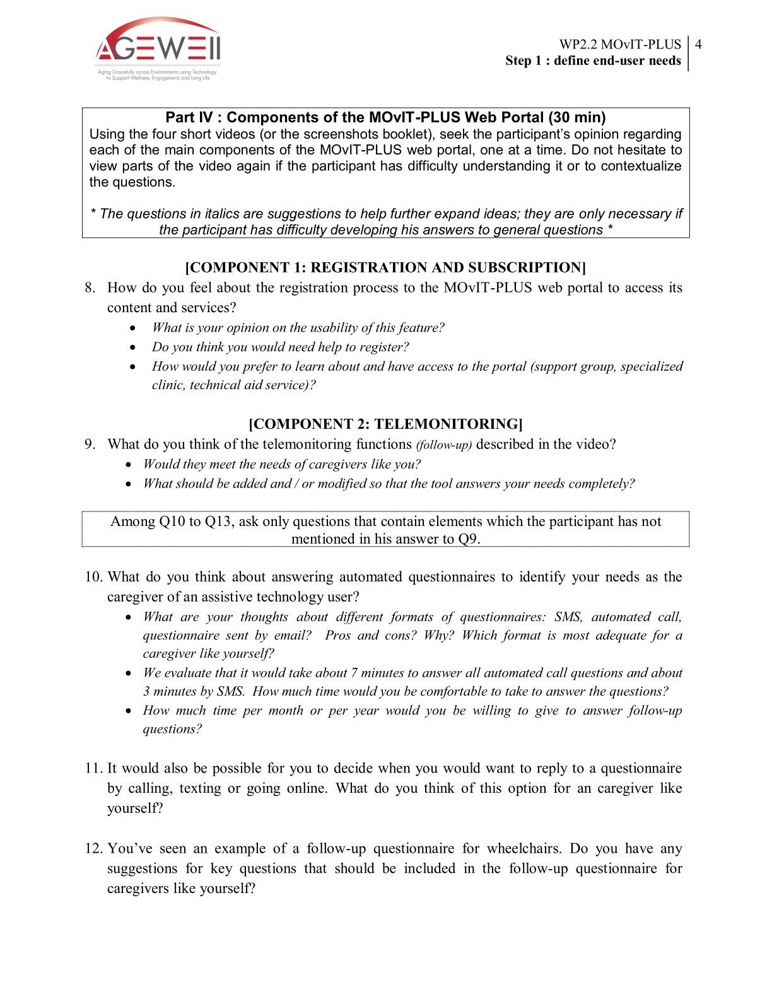 AGEWELL
Aging Gracefully across Environments using Technology
to Support Wellness, Engagement, and Long Life
WP2.2 MOvIT-PLUS 4
Step 1 : define end-user needs
Part IV : Components of the MOvIT-PLUS Web Portal (30 min)
Using the four short videos (or the screenshots booklet), seek the participant’s opinion regarding
each of the main components of the MOvIT-PLUS web portal, one at a time. Do not hesitate to
view parts of the video again if the participant has difficulty understanding it or to contextualize
the questions.
* The questions in italics are suggestions to help further expand ideas; they are only necessary if
the participant has difficulty developing his answers to general questions *
[COMPONENT 1: REGISTRATION AND SUBSCRIPTION]
8. How do you feel about the registration process to the MOvIT-PLUS web portal to access its
content and services?
• What is your opinion on the usability of this feature?
• Do you think you would need help to register?
• How would you prefer to learn about and have access to the portal (support group, specialized
clinic, technical aid service)?
[COMPONENT 2: TELEMONITORING]
9. What do you think of the telemonitoring functions (follow-up) described in the video?
• Would they meet the needs of caregivers like you?
• What should be added and / or modified so that the tool answers your needs completely?
Among Q10 to Q13, ask only questions that contain elements which the participant has not
mentioned in his answer to Q9.
10. What do you think about answering automated questionnaires to identify your needs as the
caregiver of an assistive technology user?
• What are your thoughts about different formats of questionnaires: SMS, automated call,
questionnaire sent by email? Pros and cons? Why? Which format is most adequate for a
caregiver like yourself?
• We evaluate that it would take about 7 minutes to answer all automated call questions and about
3 minutes by SMS. How much time would you be comfortable to take to answer the questions?
• How much time per month or per year would you be willing to give to answer follow-up
questions?
11. It would also be possible for you to decide when you would want to reply to a questionnaire
by calling, texting or going online. What do you think of this option for an caregiver like
yourself?
12. You’ve seen an example of a follow-up questionnaire for wheelchairs. Do you have any
suggestions for key questions that should be included in the follow-up questionnaire for
caregivers like yourself?